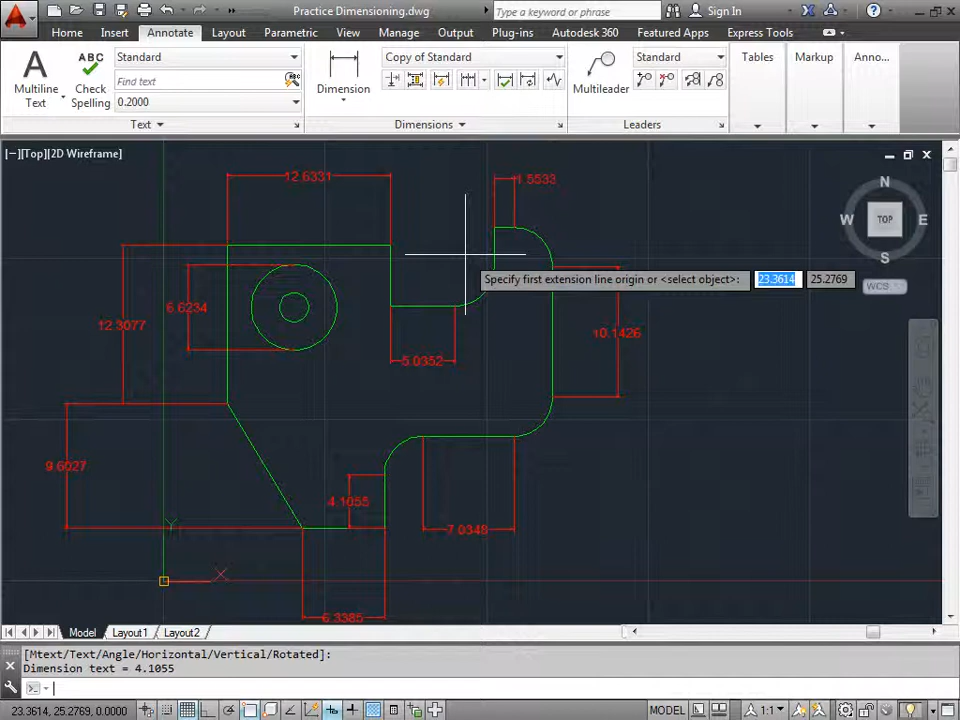 Practice Dimensioning.dwg
Type a keyword or phrase
Sign In
Home Insert Annotate Layout Parametric View Manage Output Plug-ins Autodesk 360 Featured Apps Express Tools
A
ABC
Standard
Copy of Standard
Standard
Tables
Markup
Anno...
Find text
Multiline
Text
Check
Spelling
0.2000
Dimension
Multileader
Text
Dimensions
Leaders
[−][Top][2D Wireframe]
12.6331
1.5533
N
W
TOP
E
S
Specify first extension line origin or <select object>:
23.3614
25.2769
WCS
6.6234
12.3077
10.1426
5.0352
9.6027
4.1055
7.0348
Y
X
6.3385
Model
Layout1
Layout2
[Mtext/Text/Angle/Horizontal/Vertical/Rotated]:
Dimension text = 4.1055
23.3614, 25.2769, 0.0000
MODEL
1:1